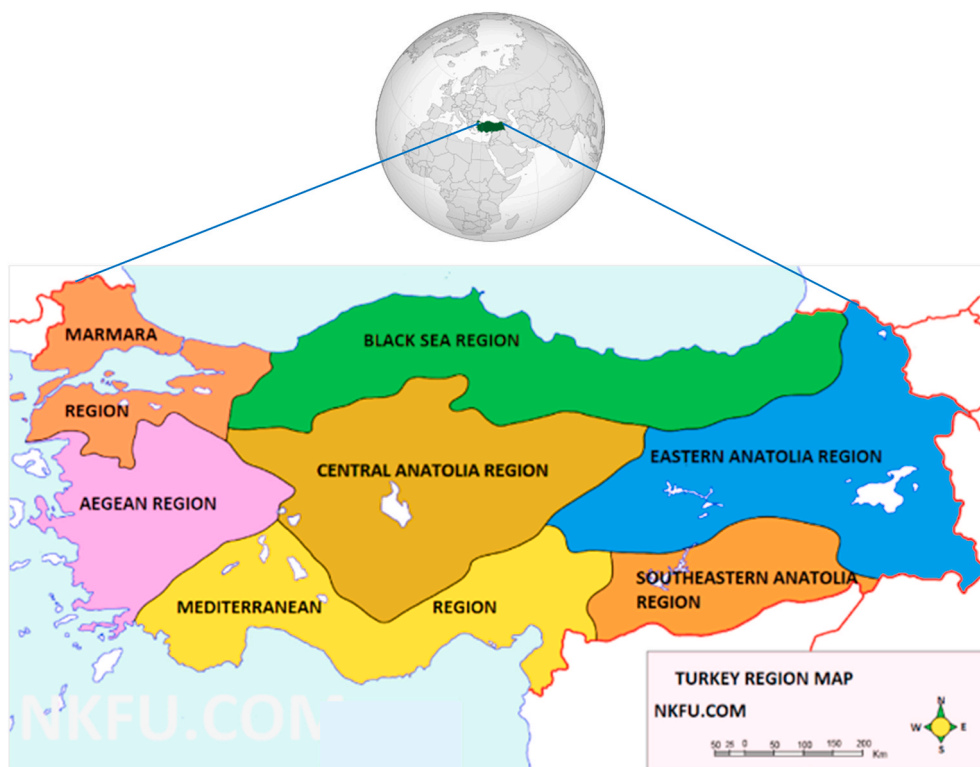 MARMARA
REGION
BLACK SEA REGION
CENTRAL ANATOLIA REGION
EASTERN ANATOLIA REGION
AEGEAN REGION
MEDITERRANEAN REGION
SOUTHEASTERN ANATOLIA
REGION
NKFU.COM
TURKEY REGION MAP
NKFU.COM
N
W E
S
50 25 0 50 100 150 200
Km